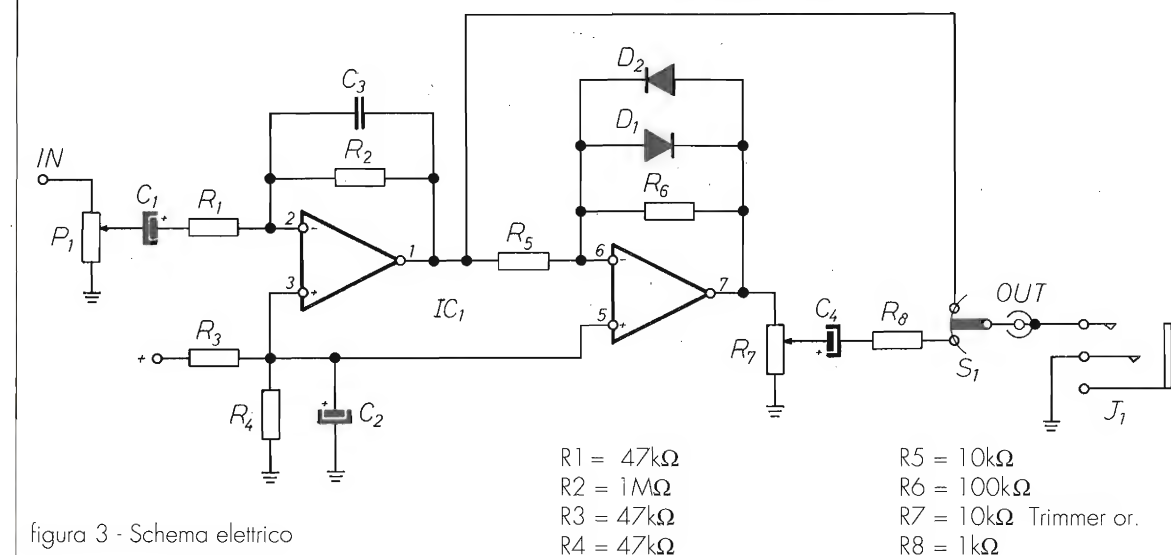 D₂
C₃
D₁
IN
R₂
R₆
C₁
+
R₁
P₁
2
-
1
R₅
6
-
3
+
7
OUT
IC₁
5
+
C₄
R₈
R₃
+
R₇
+
S₁
R₄
+
C₂
J₁
R1 = 47kΩ
R5 = 10kΩ
R2 = 1MΩ
R6 = 100kΩ
R3 = 47kΩ
R7 = 10kΩ Trimmer or.
figura 3 - Schema elettrico
R4 = 47kΩ
R8 = 1kΩ